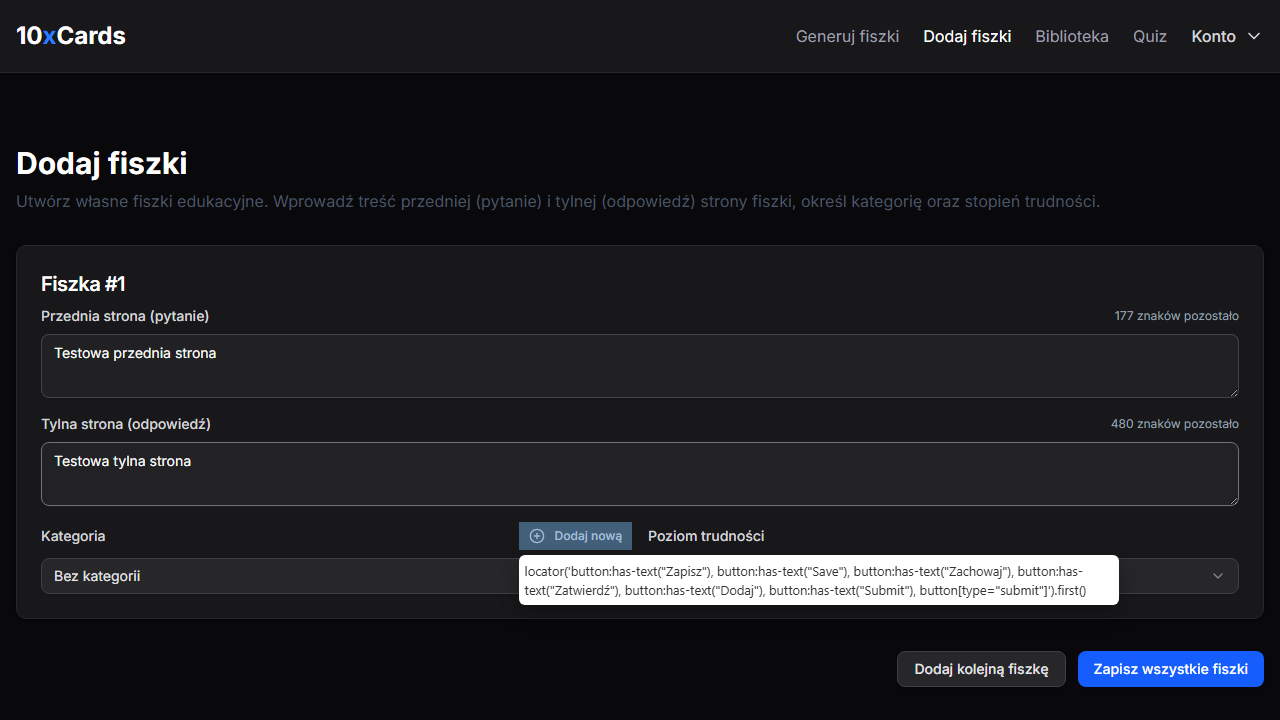 10xCards
Generuj fiszki
Dodaj fiszki
Biblioteka
Quiz
Konto
Dodaj fiszki
Utwórz własne fiszki edukacyjne. Wprowadź treść przedniej (pytanie) i tylnej (odpowiedź) strony fiszki, określ kategorię oraz stopień trudności.
Fiszka #1
Przednia strona (pytanie)
177 znaków pozostało
Testowa przednia strona
Tylna strona (odpowiedź)
480 znaków pozostało
Testowa tylna strona
Kategoria
Dodaj nową
Poziom trudności
Bez kategorii
locator('button:has-text("Zapisz"), button:has-text("Save"), button:has-text("Zachowaj"), button:has-
text("Zatwierdź"), button:has-text("Dodaj"), button:has-text("Submit"), button[type="submit"]').first()
Dodaj kolejną fiszkę
Zapisz wszystkie fiszki